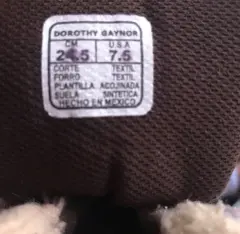 DOROTHY GAYNOR
CM. U.S.A
24.5 7.5
CORTE TEXTIL
FORRO TEXTIL
PLANTILLA ACOJINADA
SUELA SINTETICA
HECHO EN MEXICO